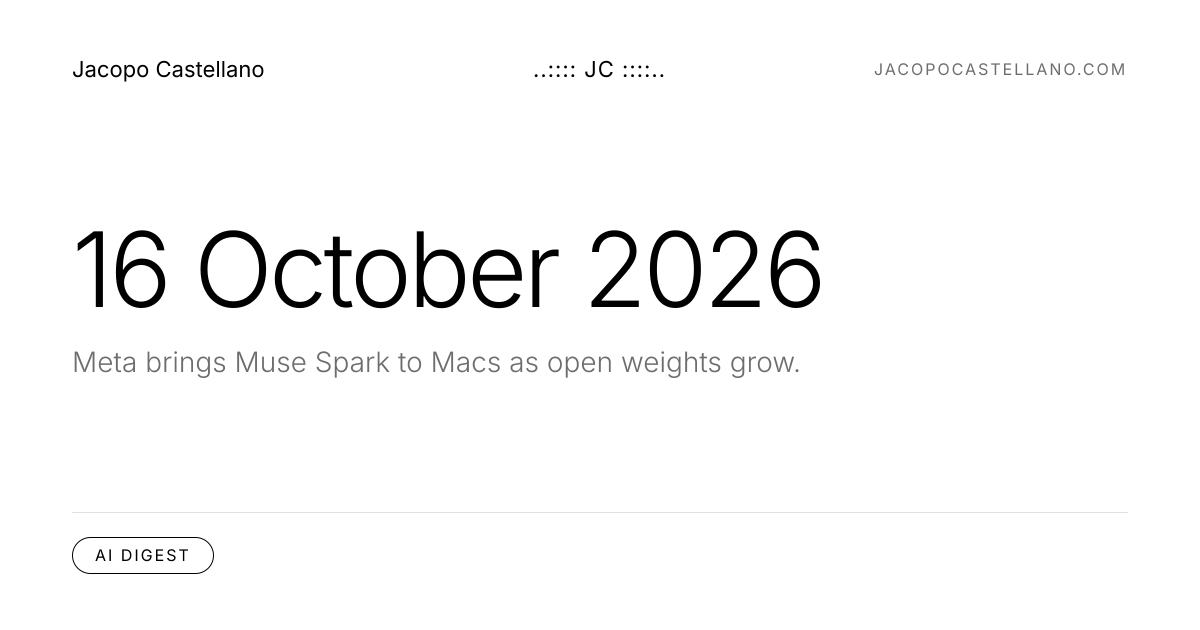 Jacopo Castellano
..:::: JC ::::..
JACOPOCASTELLANO.COM
16 October 2026
Meta brings Muse Spark to Macs as open weights grow.
AI DIGEST